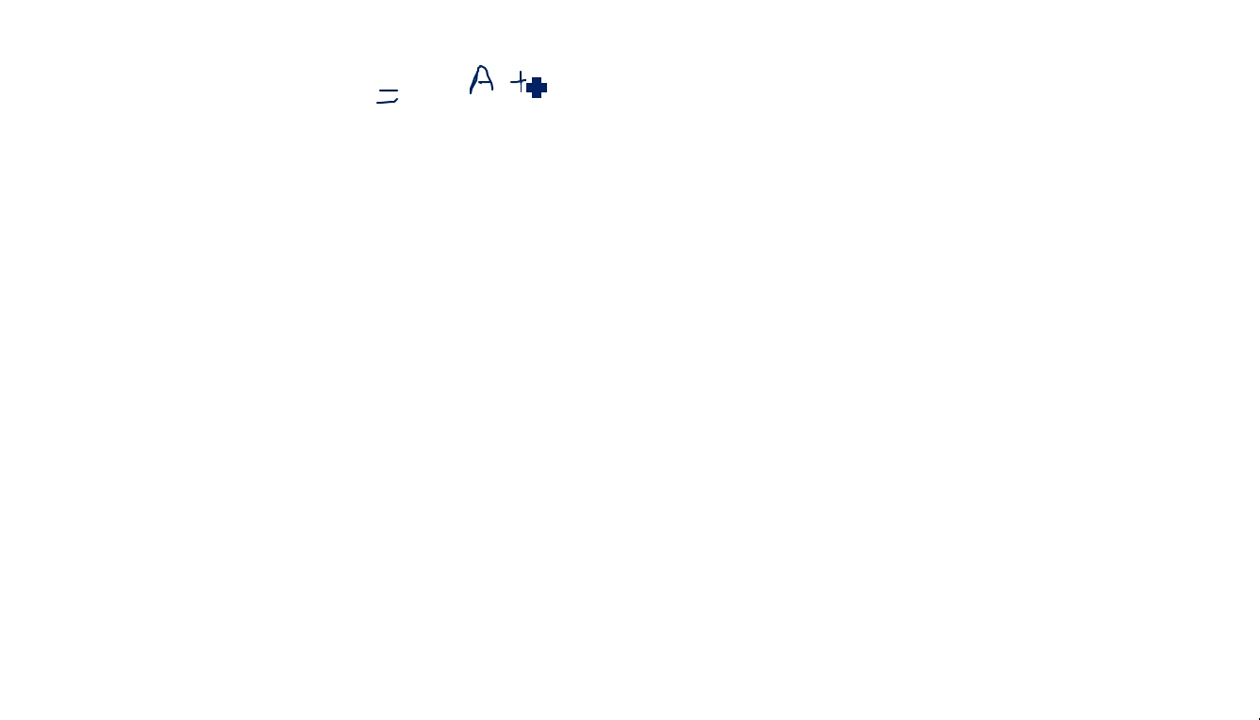 = A +